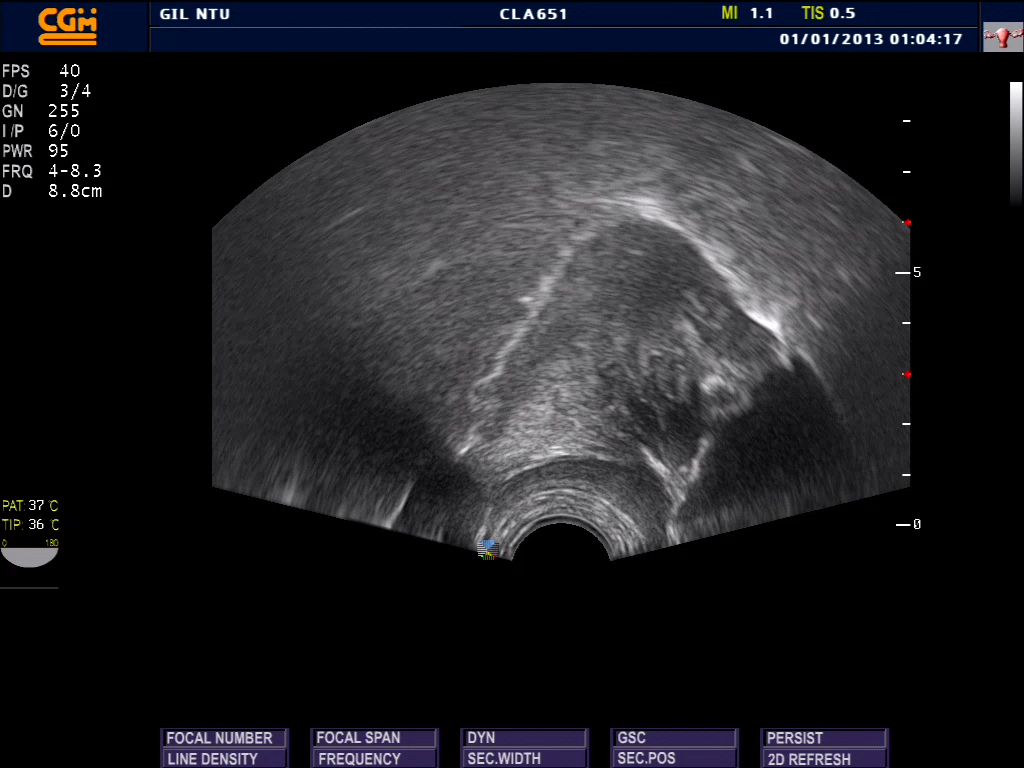 CGM
GIL NTU
CLA651
MI 1.1 TIS 0.5
01/01/2013 01:04:17
FPS 40
D/G 3/4
GN 255
I/P 6/0
PWR 95
FRQ 4-8.3
D 8.8cm
5
PAT: 37 °C
TIP: 36 °C
0 180
0
FOCAL NUMBER
FOCAL SPAN
DYN
GSC
PERSIST
LINE DENSITY
FREQUENCY
SEC.WIDTH
SEC.POS
2D REFRESH